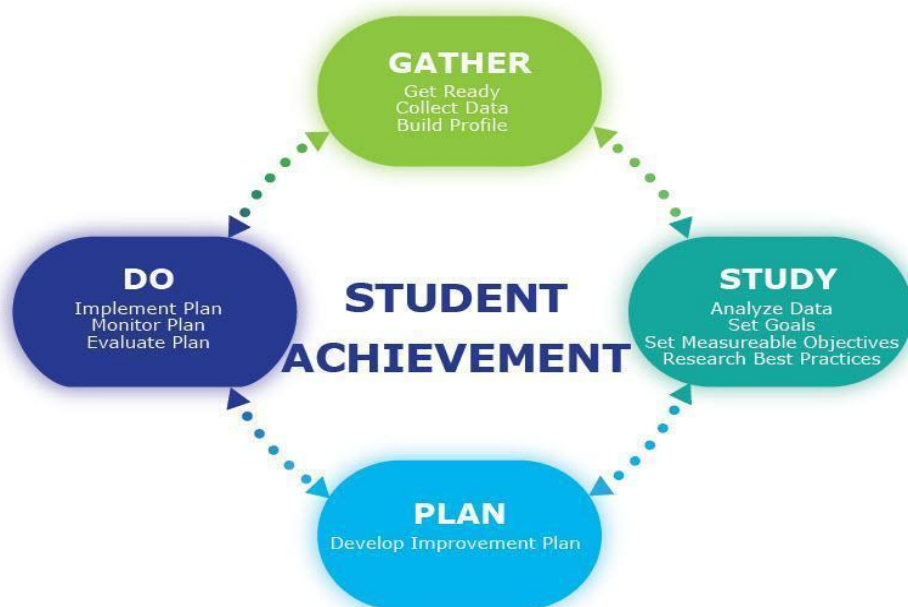 GATHER
Get Ready
Collect Data
Build Profile
DO
Implement Plan
Monitor Plan
Evaluate Plan
STUDENT
ACHIEVEMENT
STUDY
Analyze Data
Set Goals
Set Measureable Objectives
Research Best Practices
PLAN
Develop Improvement Plan